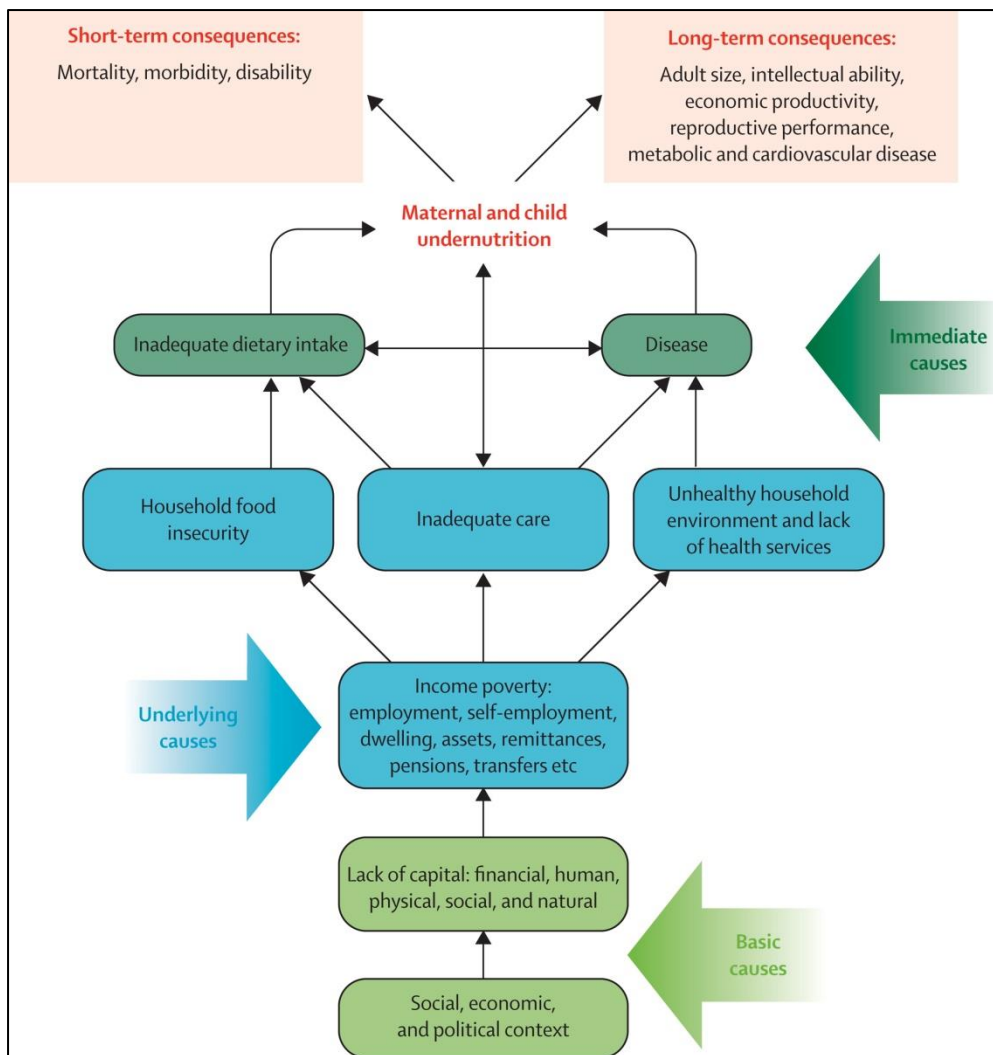 Short-term consequences:
Mortality, morbidity, disability
Long-term consequences:
Adult size, intellectual ability,
economic productivity,
reproductive performance,
metabolic and cardiovascular disease
Maternal and child
undernutrition
Inadequate dietary intake
Disease
Immediate
causes
Household food
insecurity
Inadequate care
Unhealthy household
environment and lack
of health services
Underlying
causes
Income poverty:
employment, self-employment,
dwelling, assets, remittances,
pensions, transfers etc
Lack of capital: financial, human,
physical, social, and natural
Basic
causes
Social, economic,
and political context